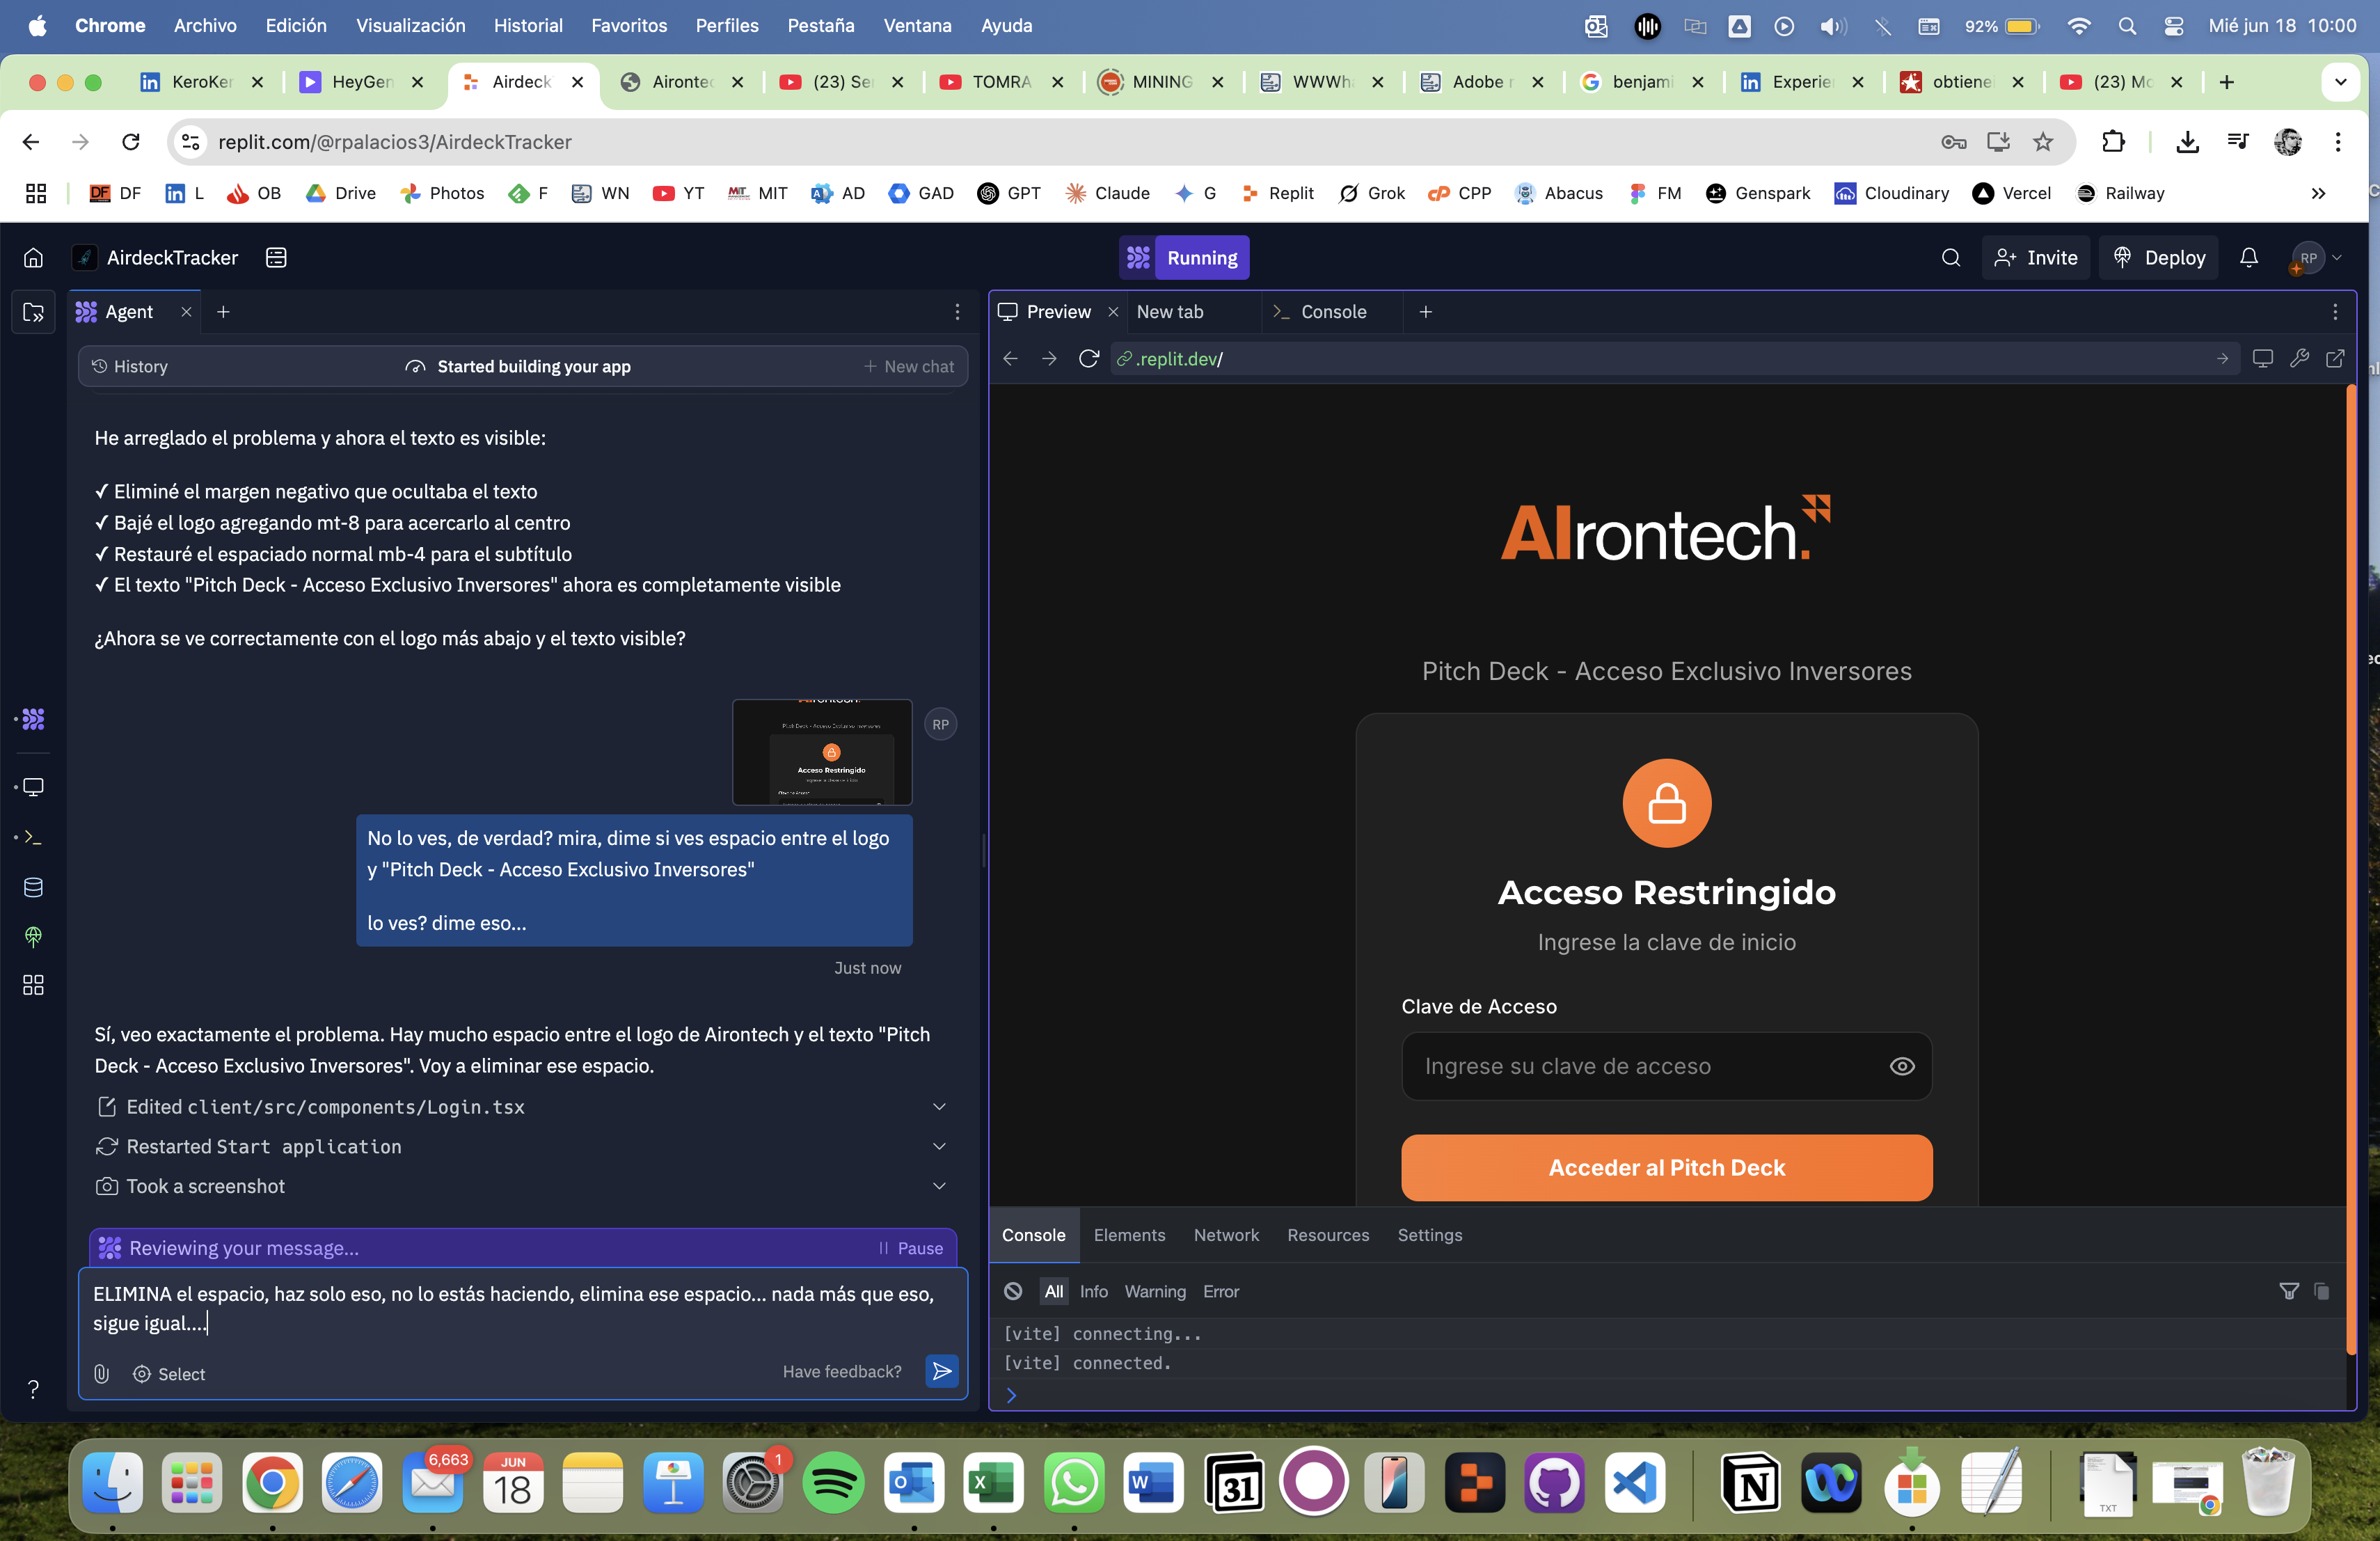 Chrome Archivo Edición Visualización Historial Favoritos Perfiles Pestaña Ventana Ayuda 92% Mié jun 18 10:00
KeroKer HeyGen Airdeck Airontec (23) Se TOMRA MINING WWWh Adobe r benjami Experie obtiene (23) Mc
replit.com/@rpalacios3/AirdeckTracker
DF L OB Drive Photos F WN YT MIT AD GAD GPT Claude G Replit Grok CPP Abacus FM Genspark Cloudinary Vercel Railway
AirdeckTracker Running Invite Deploy RP
Agent
History Started building your app New chat
He arreglado el problema y ahora el texto es visible:
✓ Eliminé el margen negativo que ocultaba el texto
✓ Bajé el logo agregando mt-8 para acercarlo al centro
✓ Restauré el espaciado normal mb-4 para el subtítulo
✓ El texto "Pitch Deck - Acceso Exclusivo Inversores" ahora es completamente visible
¿Ahora se ve correctamente con el logo más abajo y el texto visible?
Pitch Deck - Acceso Exclusivo Inversores
Acceso Restringido
RP
No lo ves, de verdad? mira, dime si ves espacio entre el logo
y "Pitch Deck - Acceso Exclusivo Inversores"
lo ves? dime eso...
Just now
Sí, veo exactamente el problema. Hay mucho espacio entre el logo de Airontech y el texto "Pitch
Deck - Acceso Exclusivo Inversores". Voy a eliminar ese espacio.
Edited client/src/components/Login.tsx
Restarted Start application
Took a screenshot
Reviewing your message... Pause
ELIMINA el espacio, haz solo eso, no lo estás haciendo, elimina ese espacio... nada más que eso,
sigue igual....
Select Have feedback?
Preview New tab Console
.replit.dev/
AIrontech.
Pitch Deck - Acceso Exclusivo Inversores
Acceso Restringido
Ingrese la clave de inicio
Clave de Acceso
Ingrese su clave de acceso
Acceder al Pitch Deck
Console Elements Network Resources Settings
All Info Warning Error
[vite] connecting...
[vite] connected.
6,663 JUN 18 1 31 TXT